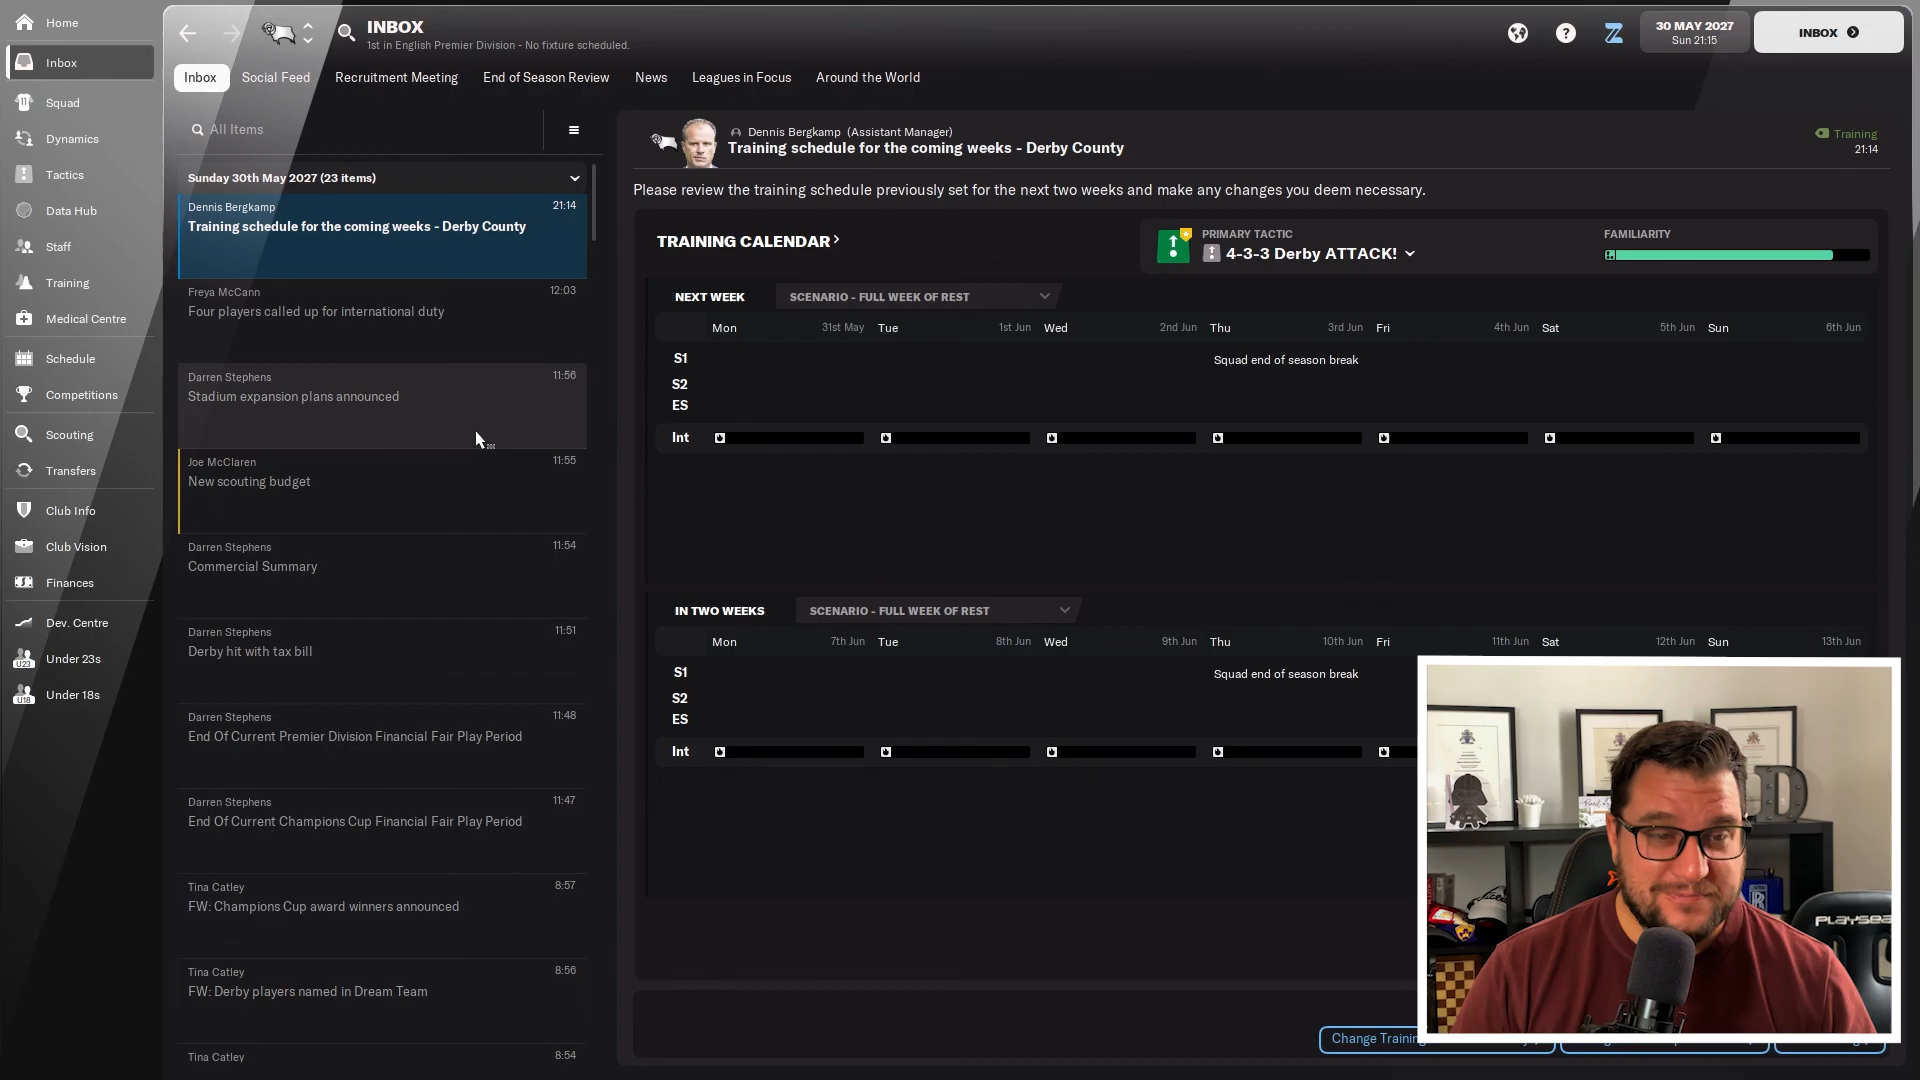 Home
Inbox
Squad
Dynamics
Tactics
Data Hub
Staff
Training
Medical Centre
Schedule
Competitions
Scouting
Transfers
Club Info
Club Vision
Finances
Dev. Centre
U23 Under 23s
U18 Under 18s
INBOX
1st in English Premier Division - No fixture scheduled.
30 MAY 2027
Sun 21:15
INBOX
Inbox
Social Feed
Recruitment Meeting
End of Season Review
News
Leagues in Focus
Around the World
All Items
Sunday 30th May 2027 (23 items)
Dennis Bergkamp 21:14
Training schedule for the coming weeks - Derby County
Freya McCann 12:03
Four players called up for international duty
Darren Stephens 11:56
Stadium expansion plans announced
Joe McClaren 11:55
New scouting budget
Darren Stephens 11:54
Commercial Summary
Darren Stephens 11:51
Derby hit with tax bill
Darren Stephens 11:48
End Of Current Premier Division Financial Fair Play Period
Darren Stephens 11:47
End Of Current Champions Cup Financial Fair Play Period
Tina Catley 8:57
FW: Champions Cup award winners announced
Tina Catley 8:56
FW: Derby players named in Dream Team
Tina Catley 8:54
Dennis Bergkamp (Assistant Manager)
Training schedule for the coming weeks - Derby County
Training
21:14
Please review the training schedule previously set for the next two weeks and make any changes you deem necessary.
TRAINING CALENDAR
PRIMARY TACTIC
4-3-3 Derby ATTACK!
FAMILIARITY
NEXT WEEK SCENARIO - FULL WEEK OF REST
Mon 31st May Tue 1st Jun Wed 2nd Jun Thu 3rd Jun Fri 4th Jun Sat 5th Jun Sun 6th Jun
S1 Squad end of season break
S2
ES
Int
IN TWO WEEKS SCENARIO - FULL WEEK OF REST
Mon 7th Jun Tue 8th Jun Wed 9th Jun Thu 10th Jun Fri 11th Jun Sat 12th Jun Sun 13th Jun
S1 Squad end of season break
S2
ES
Int
Change
PLAYSEA